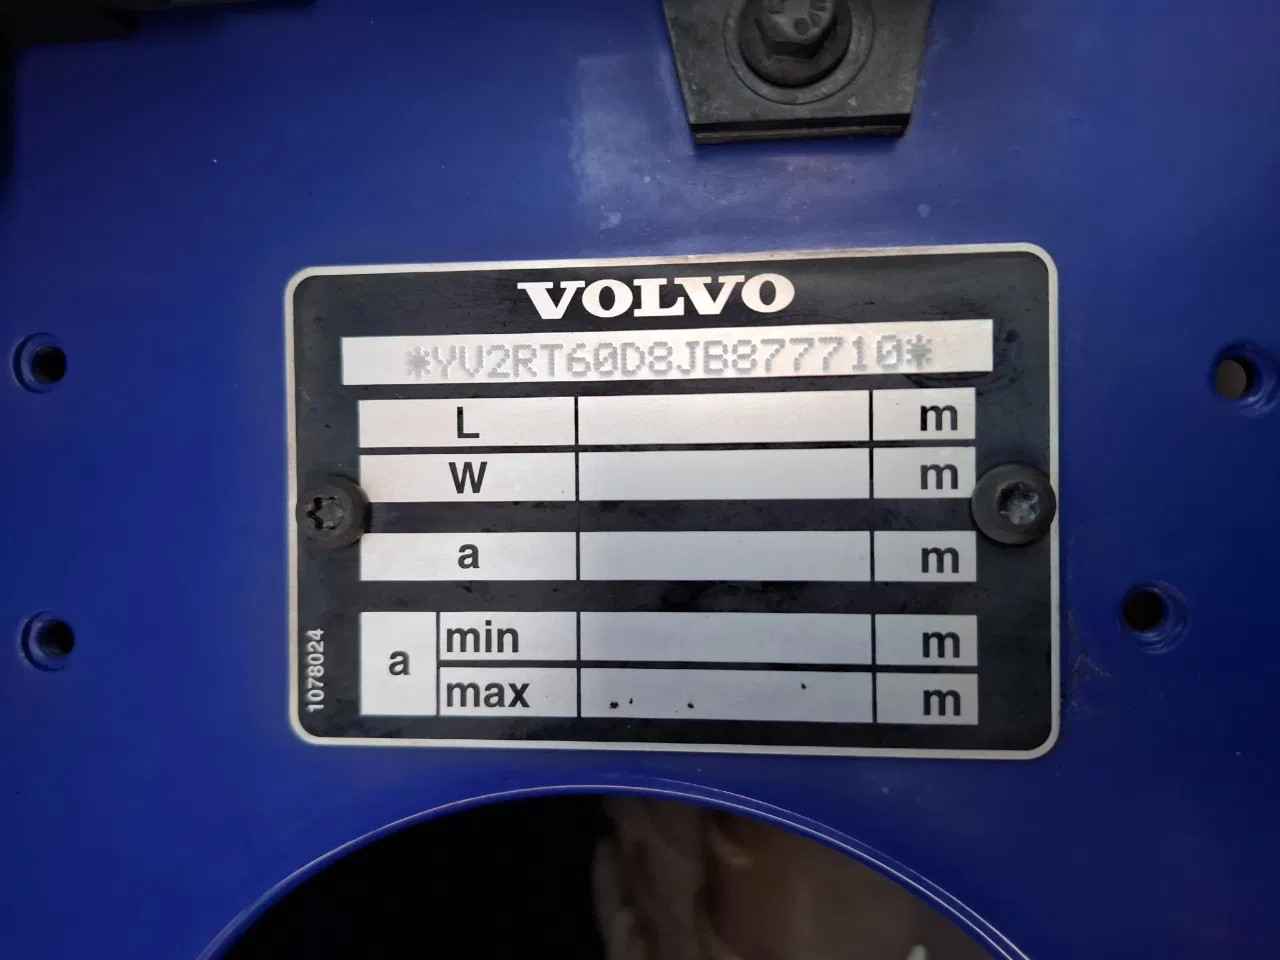 VOLVO
*YV2RT60D8JB877710*
L m
W m
a m
a min m
max m
1078024